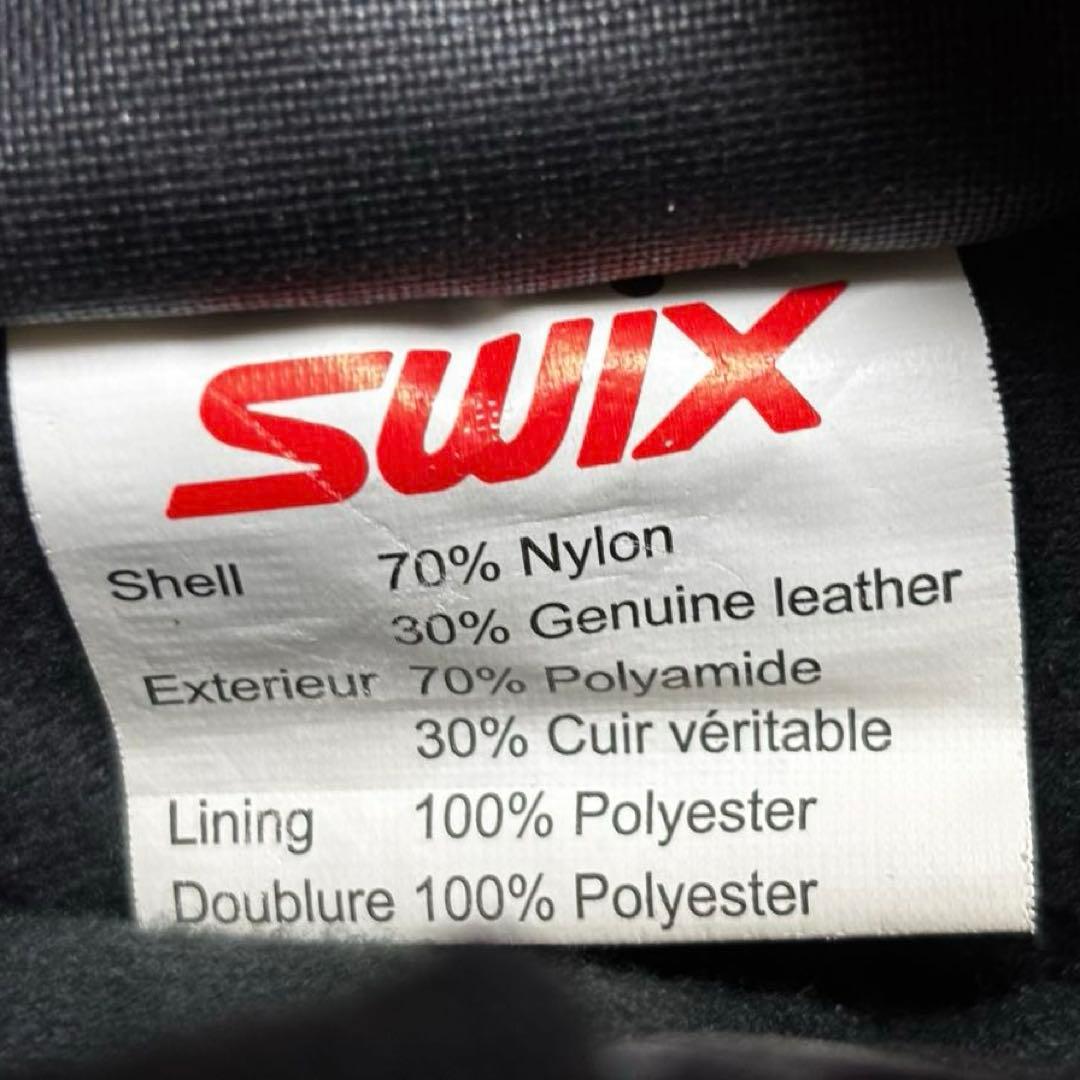 SWIX
Shell 70% Nylon
30% Genuine leather
Exterieur 70% Polyamide
30% Cuir véritable
Lining 100% Polyester
Doublure 100% Polyester